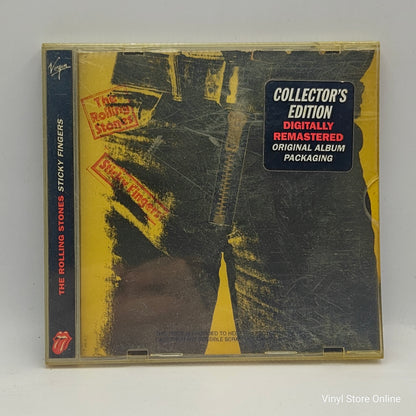 Virgin
THE ROLLING STONES STICKY FINGERS
The
Rolling
Stones
Sticky Fingers
COLLECTOR'S
EDITION
DIGITALLY
REMASTERED
ORIGINAL ALBUM
PACKAGING
Vinyl Store Online